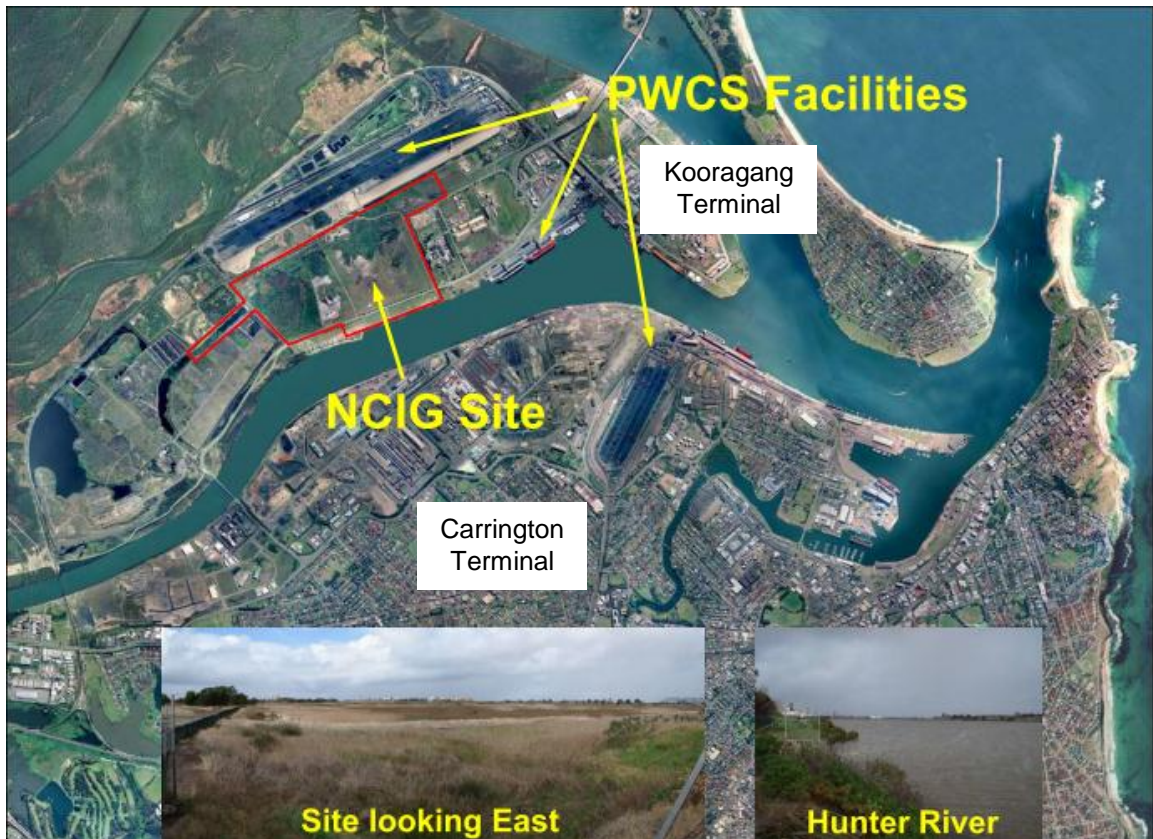 PWCS Facilities
Kooragang
Terminal
NCIG Site
Carrington
Terminal
Site looking East
Hunter River